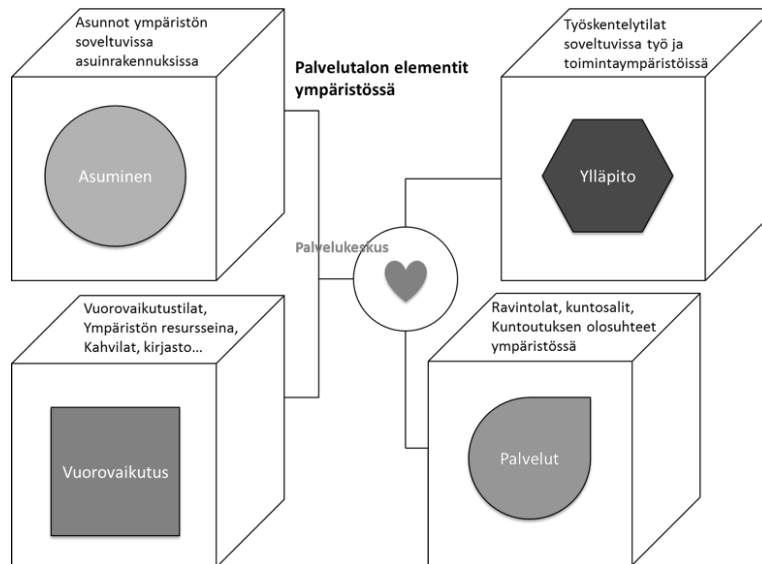 Asunnot ympäristön
soveltuvissa
asuinrakennuksissa
Asuminen
Palvelutalon elementit
ympäristössä
Työskentelytilat
soveltuvissa työ ja
toimintaympäristöissä
Ylläpito
Palvelukeskus
Vuorovaikutustilat,
Ympäristön resursseina,
Kahvilat, kirjasto...
Vuorovaikutus
Ravintolat, kuntosalit,
Kuntoutuksen olosuhteet
ympäristössä
Palvelut